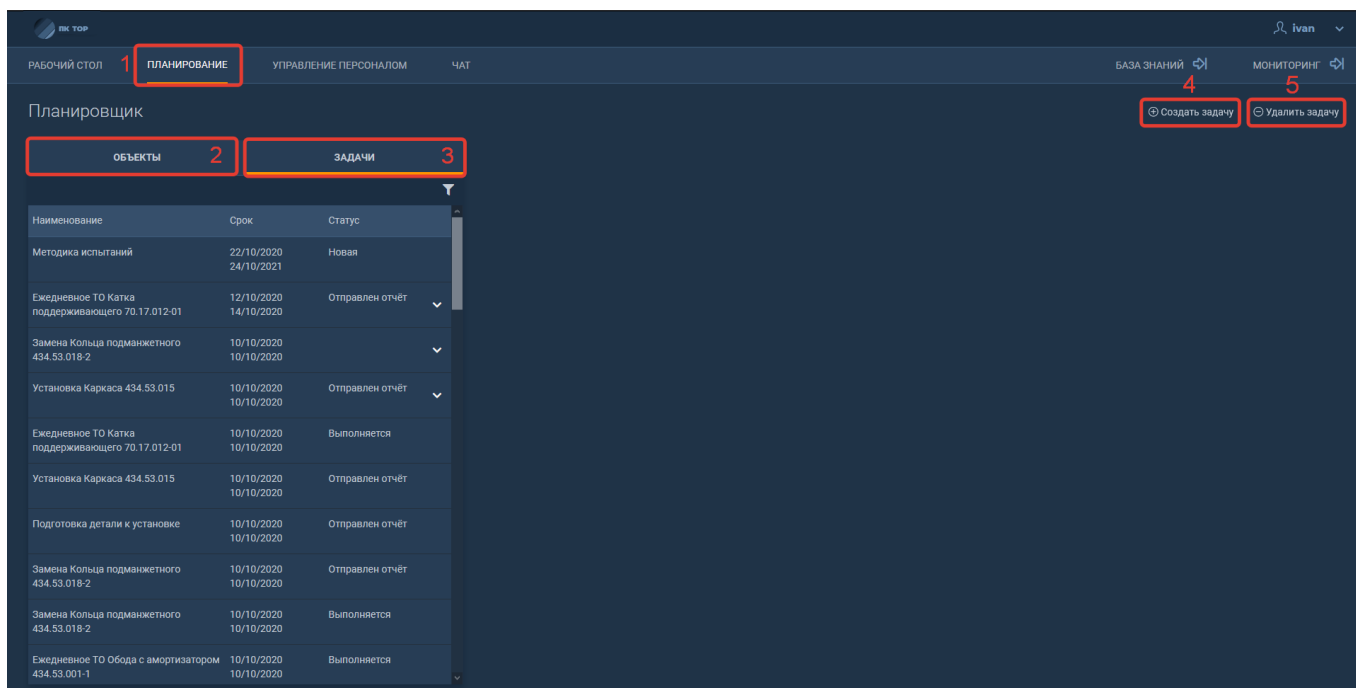 ПК ТОР
ivan
РАБОЧИЙ СТОЛ 1 ПЛАНИРОВАНИЕ УПРАВЛЕНИЕ ПЕРСОНАЛОМ ЧАТ БАЗА ЗНАНИЙ МОНИТОРИНГ
4 5
Планировщик Создать задачу Удалить задачу
ОБЪЕКТЫ 2 ЗАДАЧИ 3
Наименование Срок Статус
Методика испытаний 22/10/2020 Новая
24/10/2021
Ежедневное ТО Катка 12/10/2020 Отправлен отчёт
поддерживающего 70.17.012-01 14/10/2020
Замена Кольца подманжетного 10/10/2020
434.53.018-2 10/10/2020
Установка Каркаса 434.53.015 10/10/2020 Отправлен отчёт
10/10/2020
Ежедневное ТО Катка 10/10/2020 Выполняется
поддерживающего 70.17.012-01 10/10/2020
Установка Каркаса 434.53.015 10/10/2020 Отправлен отчёт
10/10/2020
Подготовка детали к установке 10/10/2020 Отправлен отчёт
10/10/2020
Замена Кольца подманжетного 10/10/2020 Отправлен отчёт
434.53.018-2 10/10/2020
Замена Кольца подманжетного 10/10/2020 Выполняется
434.53.018-2 10/10/2020
Ежедневное ТО Обода с амортизатором 10/10/2020 Выполняется
434.53.001-1 10/10/2020